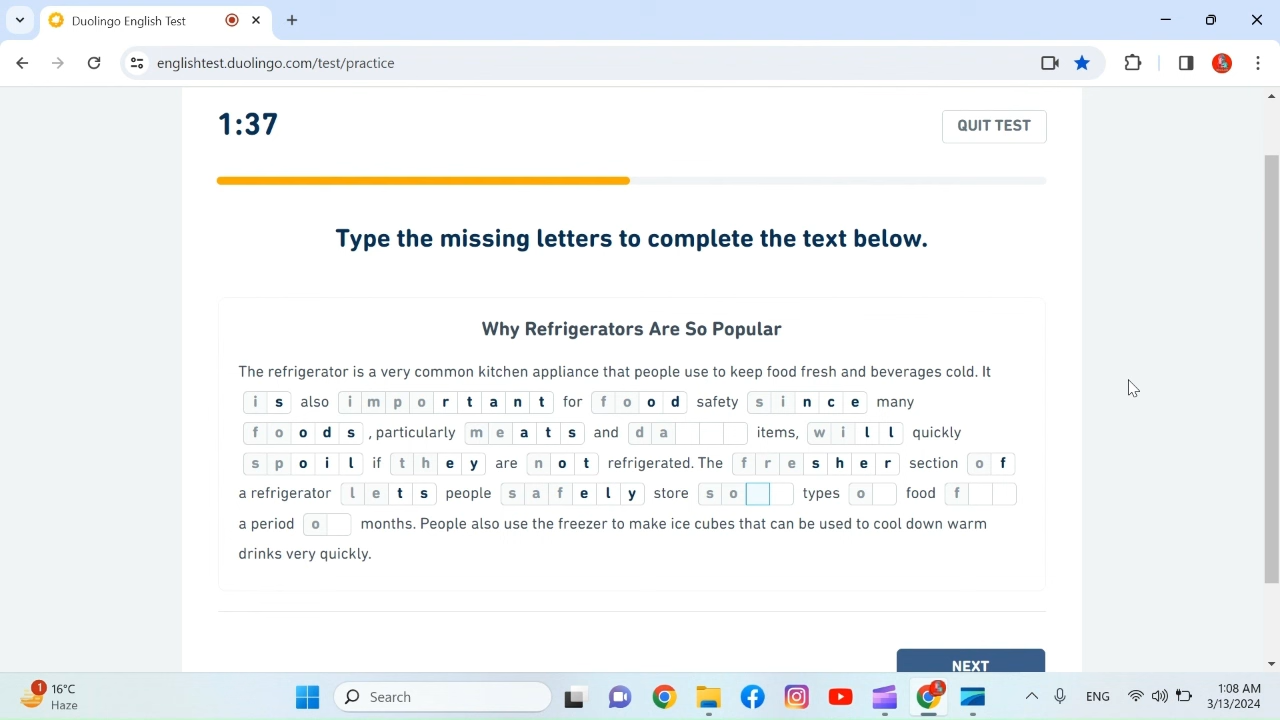 Duolingo English Test
englishtest.duolingo.com/test/practice
1:37
QUIT TEST
Type the missing letters to complete the text below.
Why Refrigerators Are So Popular
The refrigerator is a very common kitchen appliance that people use to keep food fresh and beverages cold. It
is also important for food safety since many
foods, particularly meats and da items, will quickly
spoil if they are not refrigerated. The fresher section of
a refrigerator lets people safely store so types o food f
a period o months. People also use the freezer to make ice cubes that can be used to cool down warm
drinks very quickly.
NEXT
1
16°C
Haze
Search
ENG
1:08 AM
3/13/2024